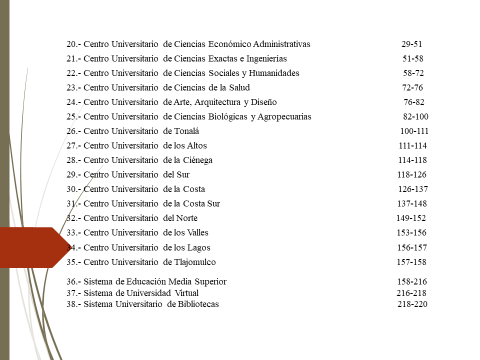 20.- Centro Universitario de Ciencias Económico Administrativas 29-51
21.- Centro Universitario de Ciencias Exactas e Ingenierías 51-58
22.- Centro Universitario de Ciencias Sociales y Humanidades 58-72
23.- Centro Universitario de Ciencias de la Salud 72-76
24.- Centro Universitario de Arte, Arquitectura y Diseño 76-82
25.- Centro Universitario de Ciencias Biológicas y Agropecuarias 82-100
26.- Centro Universitario de Tonalá 100-111
27.- Centro Universitario de los Altos 111-114
28.- Centro Universitario de la Ciénega 114-118
29.- Centro Universitario del Sur 118-126
30.- Centro Universitario de la Costa 126-137
31.- Centro Universitario de la Costa Sur 137-148
32.- Centro Universitario del Norte 149-152
33.- Centro Universitario de los Valles 153-156
34.- Centro Universitario de los Lagos 156-157
35.- Centro Universitario de Tlajomulco 157-158
36.- Sistema de Educación Media Superior 158-216
37.- Sistema de Universidad Virtual 216-218
38.- Sistema Universitario de Bibliotecas 218-220